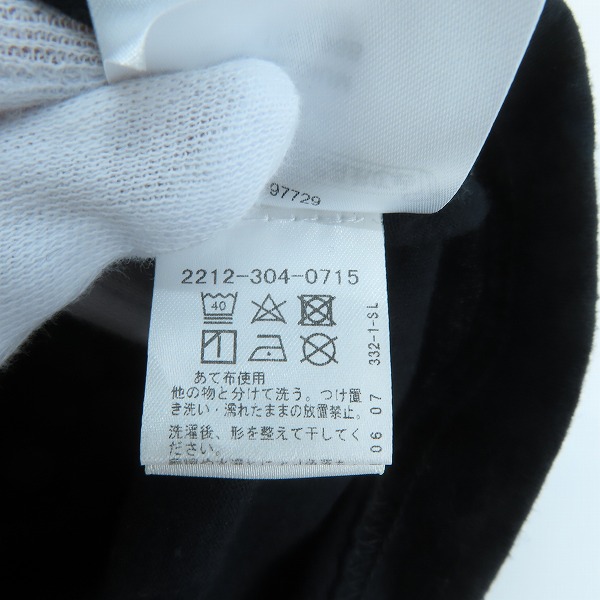 97729
2212-304-0715
40
332-1-SL
06 07
あて布使用
他の物と分けて洗う。つけ置
き洗い・濡れたままの放置禁止。
洗濯後、形を整えて干してく
ださい。